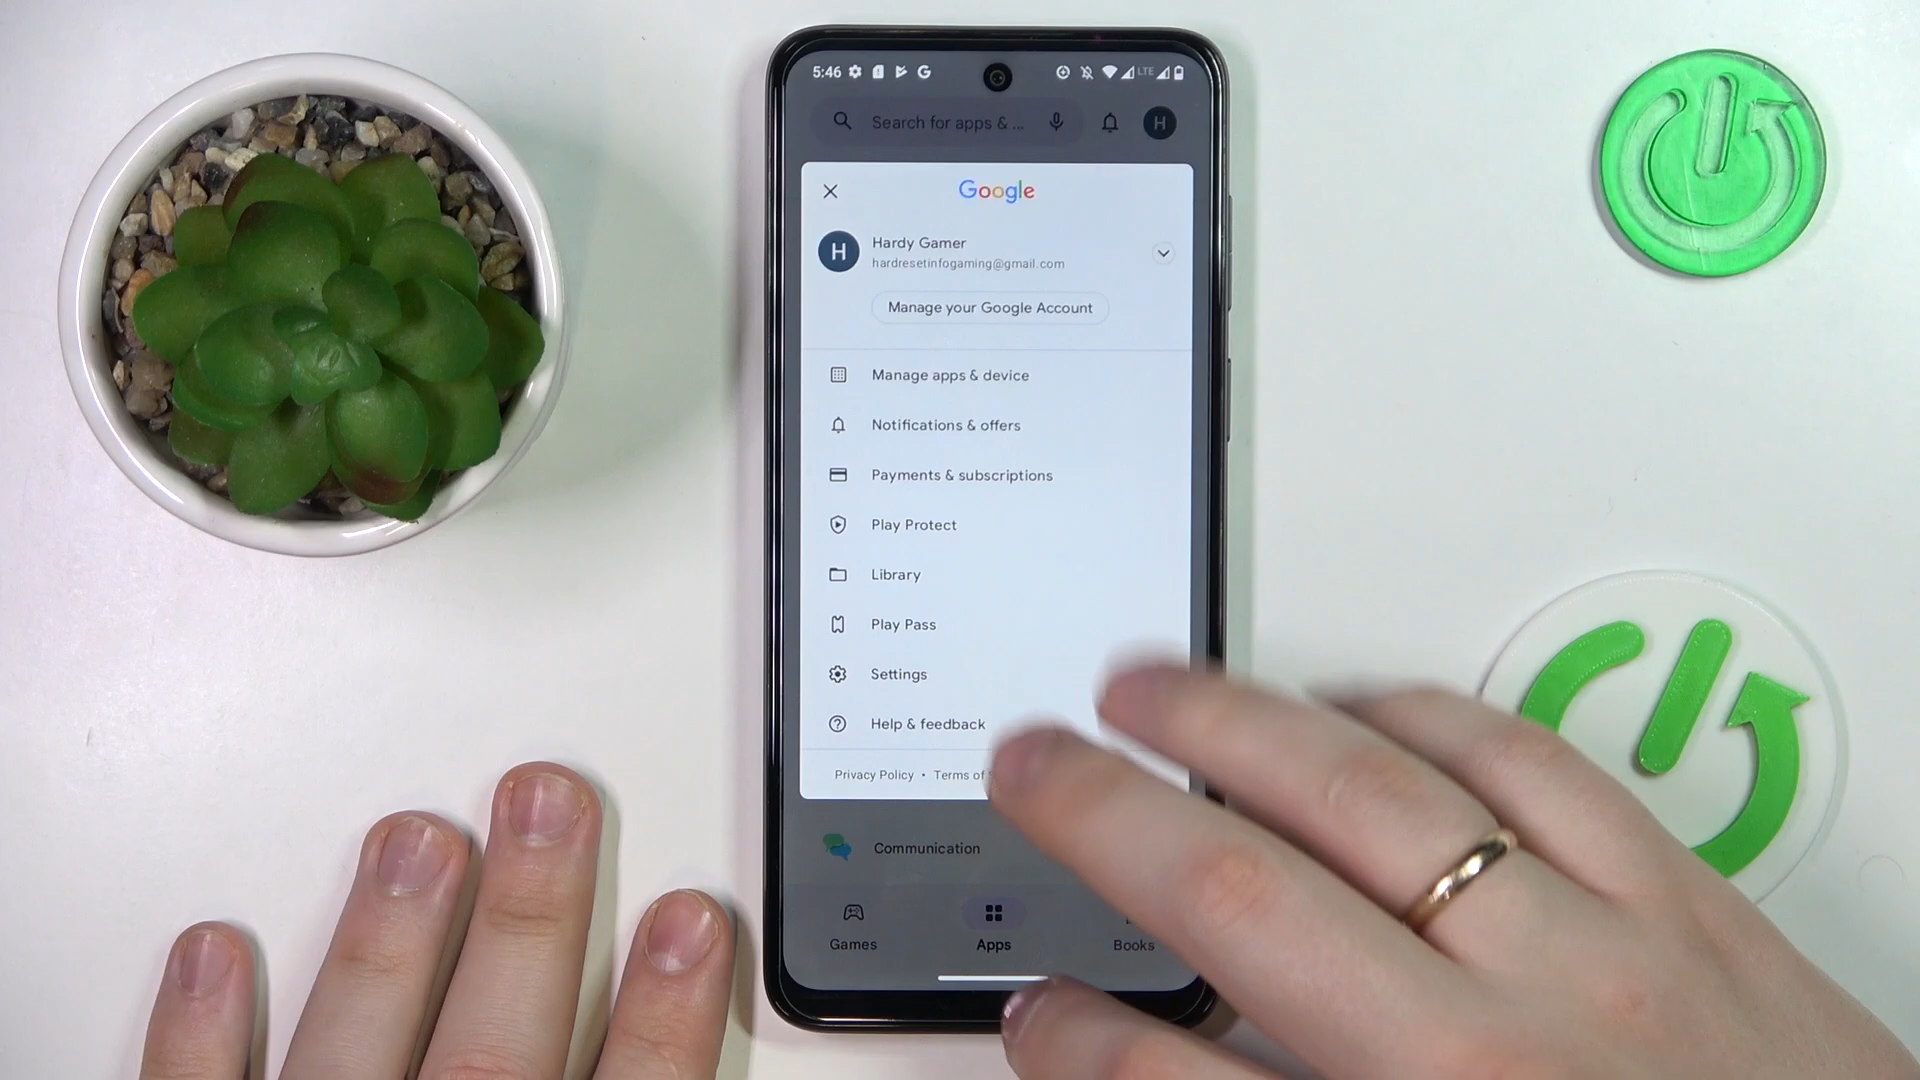 5:46
LTE
Search for apps & ...
H
Google
H
Hardy Gamer
hardresetinfogaming@gmail.com
Manage your Google Account
Manage apps & device
Notifications & offers
Payments & subscriptions
Play Protect
Library
Play Pass
Settings
Help & feedback
Privacy Policy • Terms of
Communication
Games
Apps
Books